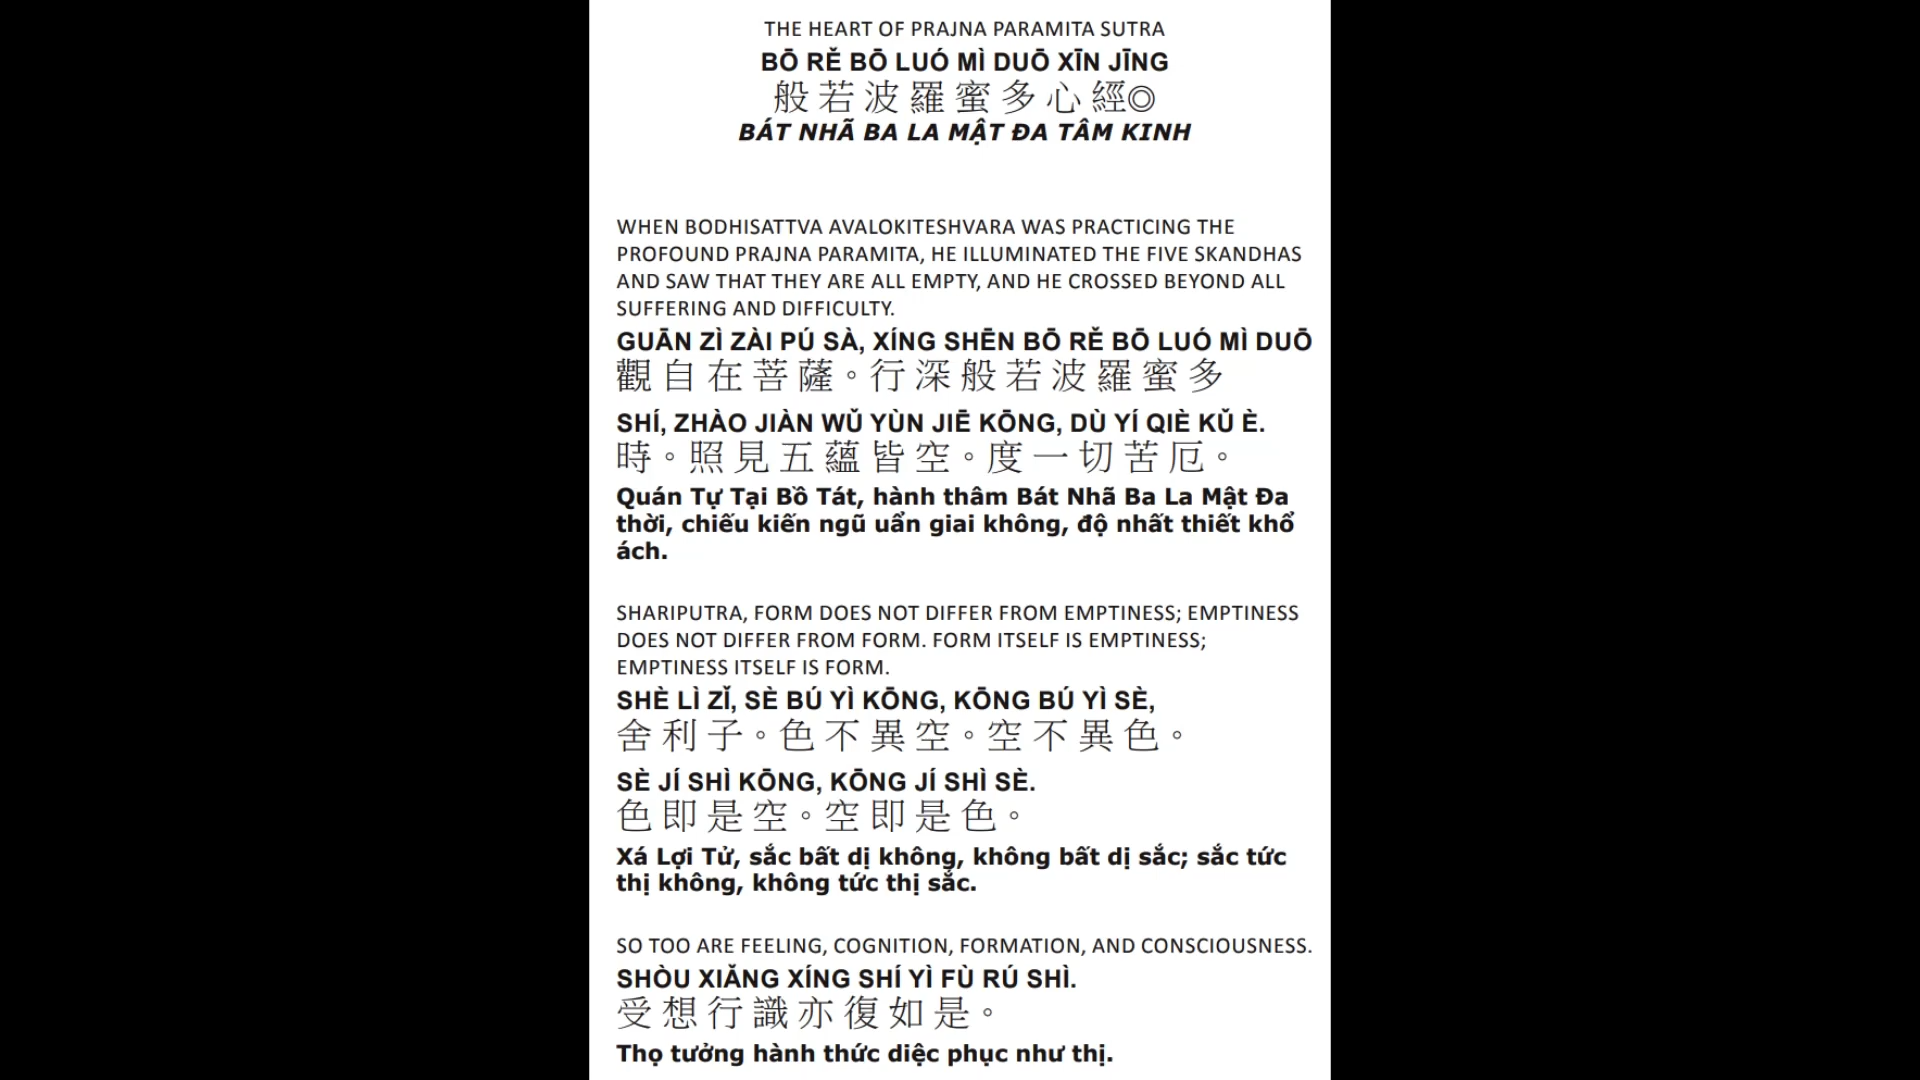 THE HEART OF PRAJNA PARAMITA SUTRA
BŌ RĚ BŌ LUÓ MÌ DUŌ XĪN JĪNG
般若波羅蜜多心經◎
BÁT NHÃ BA LA MẬT ĐA TÂM KINH
WHEN BODHISATTVA AVALOKITESHVARA WAS PRACTICING THE
PROFOUND PRAJNA PARAMITA, HE ILLUMINATED THE FIVE SKANDHAS
AND SAW THAT THEY ARE ALL EMPTY, AND HE CROSSED BEYOND ALL
SUFFERING AND DIFFICULTY.
GUĀN ZÌ ZÀI PÚ SÀ, XÍNG SHĒN BŌ RĚ BŌ LUÓ MÌ DUŌ
觀自在菩薩。行深般若波羅蜜多
SHÍ, ZHÀO JIÀN WǓ YÙN JIĒ KŌNG, DÙ YÍ QIÈ KǓ È.
時。照見五蘊皆空。度一切苦厄。
Quán Tự Tại Bồ Tát, hành thâm Bát Nhã Ba La Mật Đa
thời, chiếu kiến ngũ uẩn giai không, độ nhất thiết khổ
ách.
SHARIPUTRA, FORM DOES NOT DIFFER FROM EMPTINESS; EMPTINESS
DOES NOT DIFFER FROM FORM. FORM ITSELF IS EMPTINESS;
EMPTINESS ITSELF IS FORM.
SHÈ LÌ ZǏ, SÈ BÚ YÌ KŌNG, KŌNG BÚ YÌ SÈ,
舍利子。色不異空。空不異色。
SÈ JÍ SHÌ KŌNG, KŌNG JÍ SHÌ SÈ.
色即是空。空即是色。
Xá Lợi Tử, sắc bất dị không, không bất dị sắc; sắc tức
thị không, không tức thị sắc.
SO TOO ARE FEELING, COGNITION, FORMATION, AND CONSCIOUSNESS.
SHÒU XIǍNG XÍNG SHÍ YÌ FÙ RÚ SHÌ.
受想行識亦復如是。
Thọ tưởng hành thức diệc phục như thị.